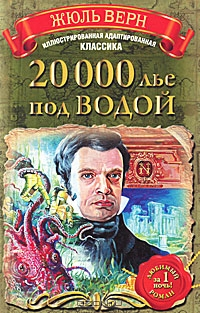 ЖЮЛЬ ВЕРН
ИЛЛЮСТРИРОВАННАЯ АДАПТИРОВАННАЯ
КЛАССИКА
20 000 лье
под ВОДОЙ
N
ЛЮБИМЫЙ
РОМАН
за 1
ночь!